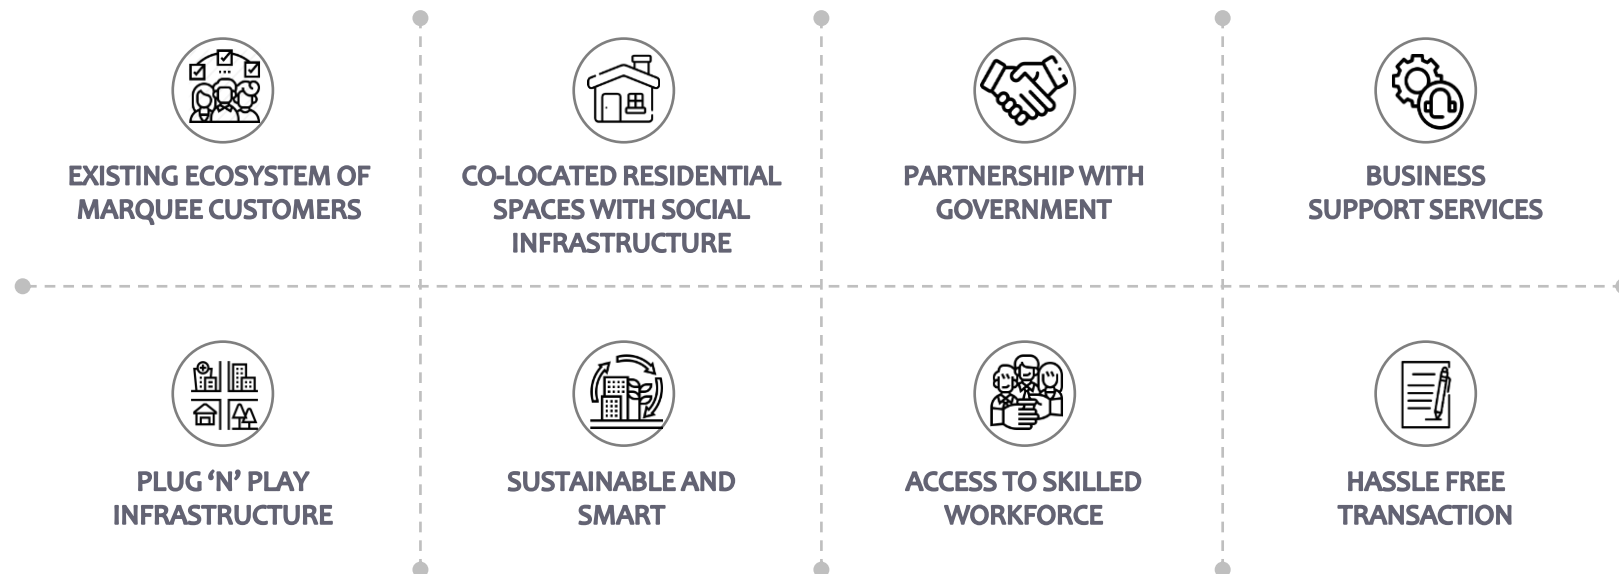 EXISTING ECOSYSTEM OF
MARQUEE CUSTOMERS
CO-LOCATED RESIDENTIAL
SPACES WITH SOCIAL
INFRASTRUCTURE
PARTNERSHIP WITH
GOVERNMENT
BUSINESS
SUPPORT SERVICES
PLUG ‘N’ PLAY
INFRASTRUCTURE
SUSTAINABLE AND
SMART
ACCESS TO SKILLED
WORKFORCE
HASSLE FREE
TRANSACTION